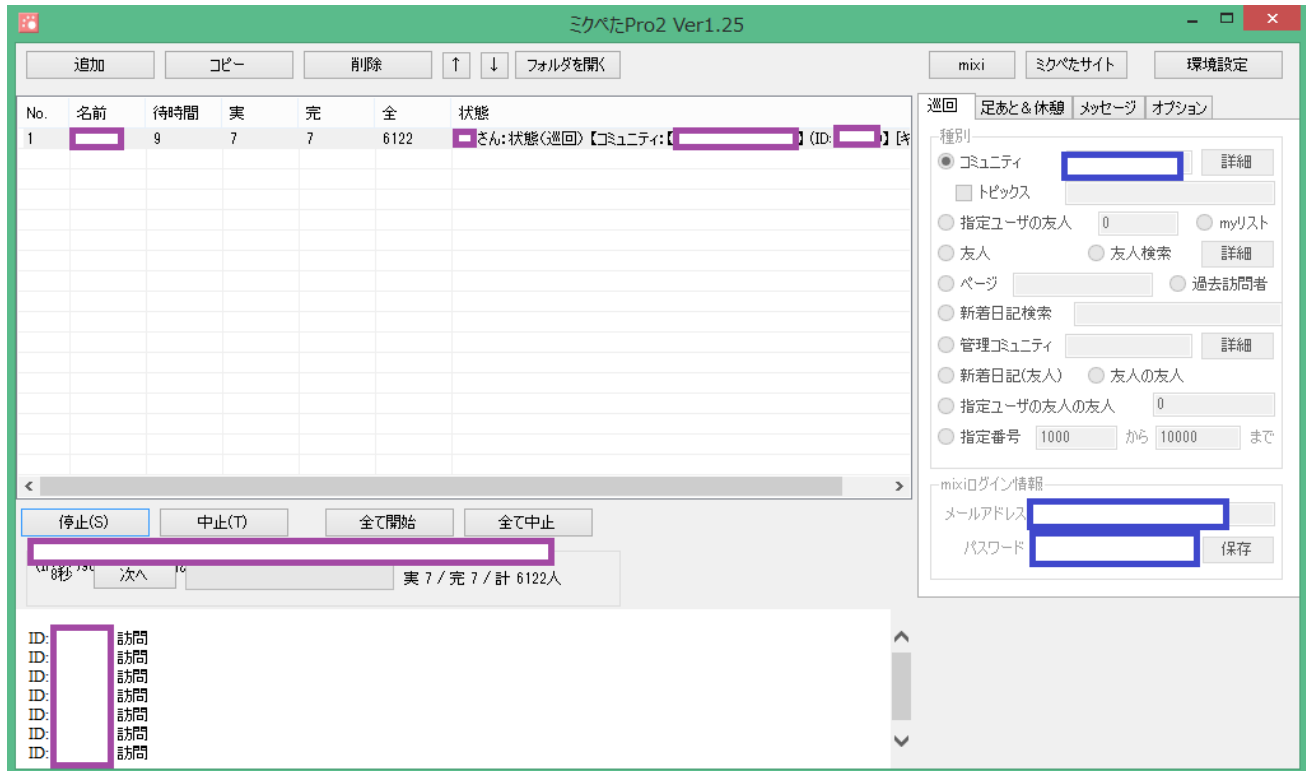 ミクぺたPro2 Ver1.25
追加 コピー 削除 ↑ ↓ フォルダを開く mixi ミクぺたサイト 環境設定
No. 名前 待時間 実 完 全 状態
1 9 7 7 6122 さん:状態(巡回)【コミュニティ:【 】(ID: 】[キ
停止(S) 中止(T) 全て開始 全て中止
8秒 次へ 実 7 / 完 7 / 計 6122人
ID: 訪問
ID: 訪問
ID: 訪問
ID: 訪問
ID: 訪問
ID: 訪問
ID: 訪問
巡回 足あと&休憩 メッセージ オプション
種別
コミュニティ 詳細
トピックス
指定ユーザの友人 0 myリスト
友人 友人検索 詳細
ページ 過去訪問者
新着日記検索
管理コミュニティ 詳細
新着日記(友人) 友人の友人
指定ユーザの友人の友人 0
指定番号 1000 から 10000 まで
mixiログイン情報
メールアドレス
パスワード 保存